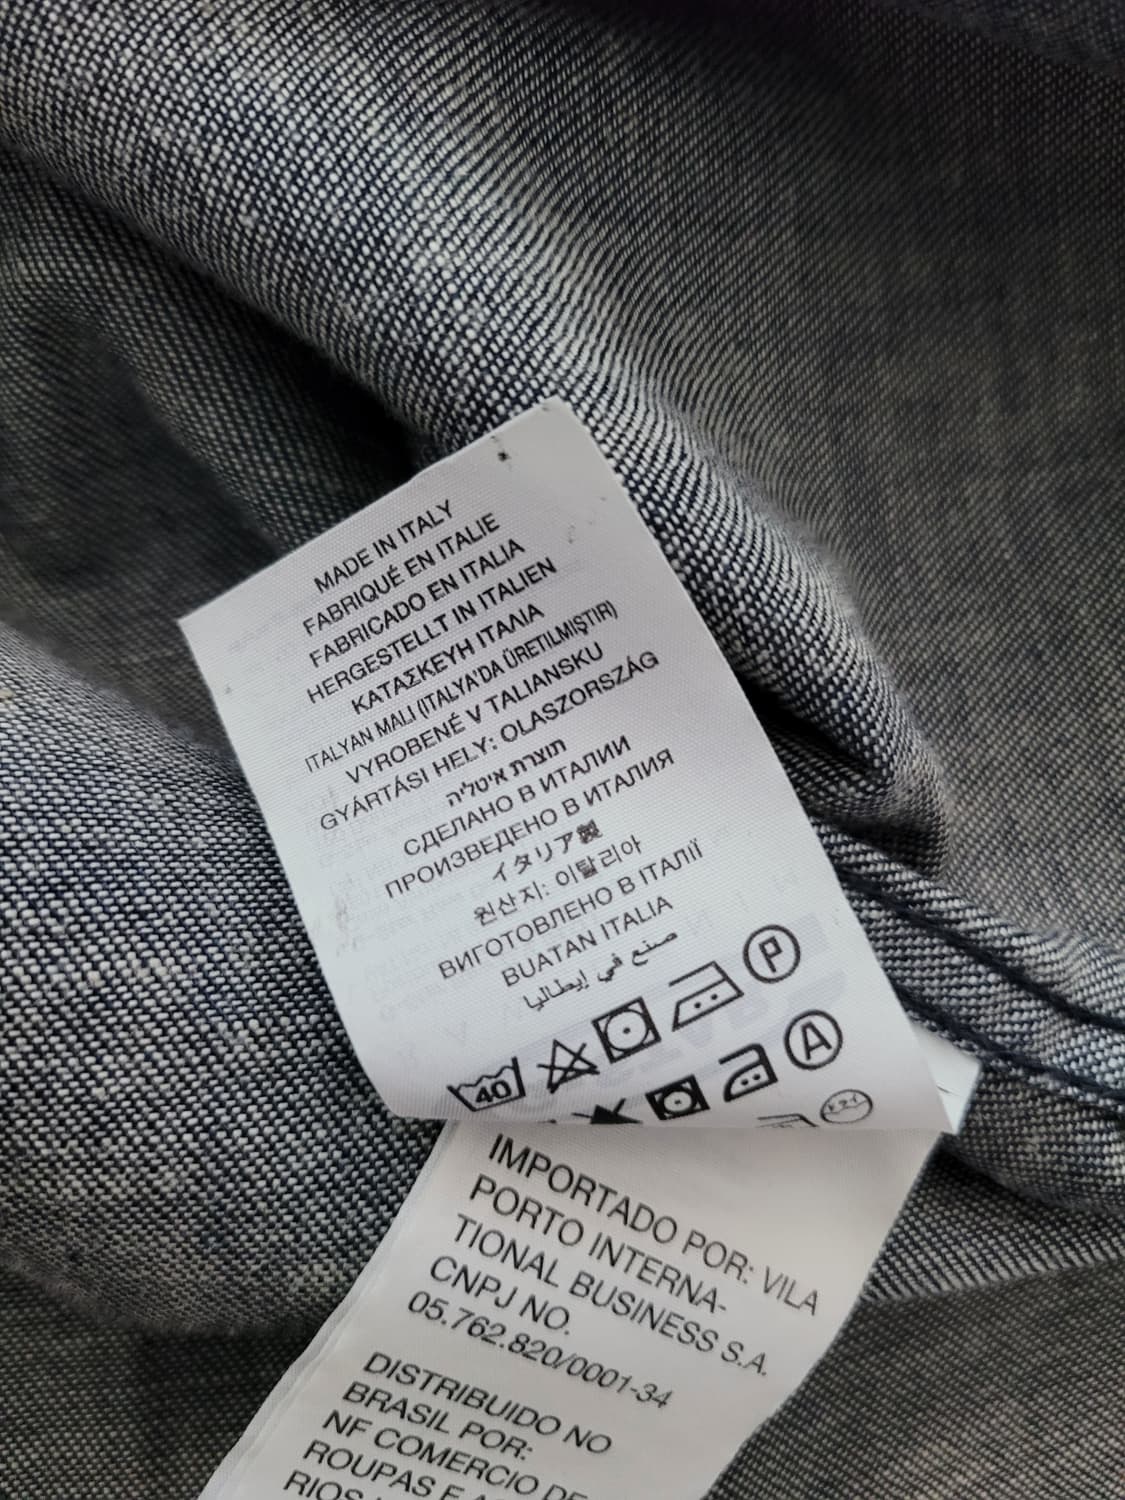 MADE IN ITALY
FABRIQUÉ EN ITALIE
FABRICADO EN ITALIA
HERGESTELLT IN ITALIEN
ΚΑΤΑΣΚΕΥΗ ΙΤΑΛΙΑ
ITALYAN MALI (ITALYA'DA ÜRETILMIŞTIR)
VYROBENÉ V TALIANSKU
GYÁRTÁSI HELY: OLASZORSZÁG
תוצרת איטליה
СДЕЛАНО В ИТАЛИИ
ПРОИЗВЕДЕНО В ИТАЛИЯ
イタリア製
원산지: 이탈리아
ВИГОТОВЛЕНО В ІТАЛІЇ
BUATAN ITALIA
صنع في إيطاليا
40
P
A
IMPORTADO POR: VILA
PORTO INTERNA-
TIONAL BUSINESS S.A.
CNPJ NO.
05.762.820/0001-34
DISTRIBUIDO NO
BRASIL POR:
NF COMERCIO DE
ROUPAS E